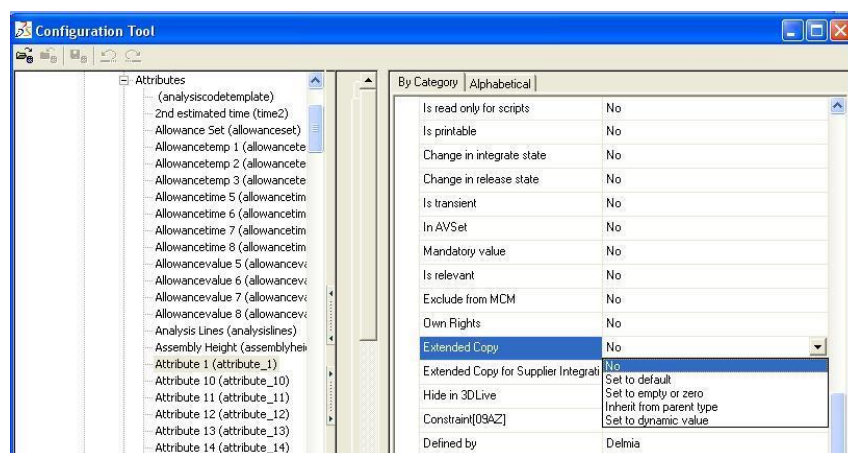 Configuration Tool
Attributes
(analysiscodetemplate)
2nd estimated time (time2)
Allowance Set (allowanceset)
Allowancetemp 1 (allowancete
Allowancetemp 2 (allowancete
Allowancetemp 3 (allowancete
Allowancetime 5 (allowancetim
Allowancetime 6 (allowancetim
Allowancetime 7 (allowancetim
Allowancetime 8 (allowancetim
Allowancevalue 5 (allowanceva
Allowancevalue 6 (allowanceva
Allowancevalue 7 (allowanceva
Allowancevalue 8 (allowanceva
Analysis Lines (analysislines)
Assembly Height (assemblyhei
Attribute 1 (attribute_1)
Attribute 10 (attribute_10)
Attribute 11 (attribute_11)
Attribute 12 (attribute_12)
Attribute 13 (attribute_13)
Attribute 14 (attribute_14)
By Category Alphabetical
Is read only for scripts No
Is printable No
Change in integrate state No
Change in release state No
Is transient No
In AVSet No
Mandatory value No
Is relevant No
Exclude from MCM No
Own Rights No
Extended Copy No
Extended Copy for Supplier Integrati
No
Set to default
Set to empty or zero
Inherit from parent type
Set to dynamic value
Hide in 3DLive
Constraint[09AZ]
Defined by Delmia